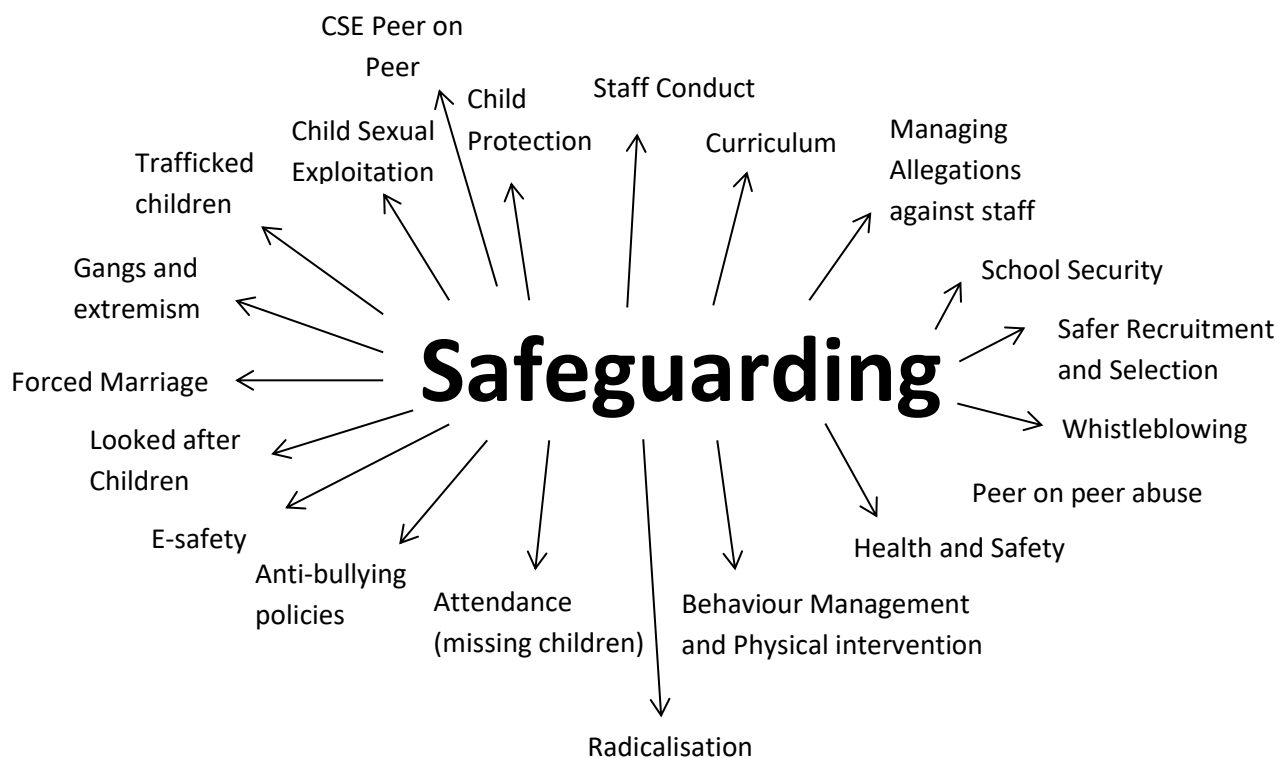 CSE Peer on
Peer
Child
Protection
Staff Conduct
Curriculum
Managing
Allegations
against staff
Child Sexual
Exploitation
Trafficked
children
Gangs and
extremism
School Security
Safer Recruitment
and Selection
Safeguarding
Forced Marriage
Looked after
Children
Whistleblowing
Peer on peer abuse
E-safety
Health and Safety
Anti-bullying
policies
Attendance
(missing children)
Behaviour Management
and Physical intervention
Radicalisation